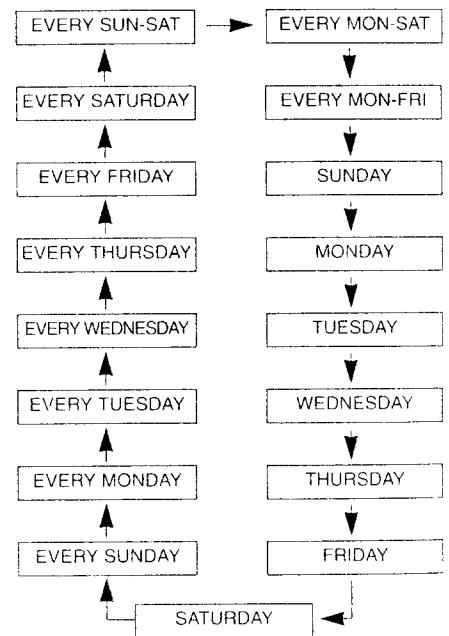 EVERY SUN-SAT
EVERY MON-SAT
EVERY SATURDAY
EVERY MON-FRI
EVERY FRIDAY
SUNDAY
EVERY THURSDAY
MONDAY
EVERY WEDNESDAY
TUESDAY
EVERY TUESDAY
WEDNESDAY
EVERY MONDAY
THURSDAY
EVERY SUNDAY
FRIDAY
SATURDAY